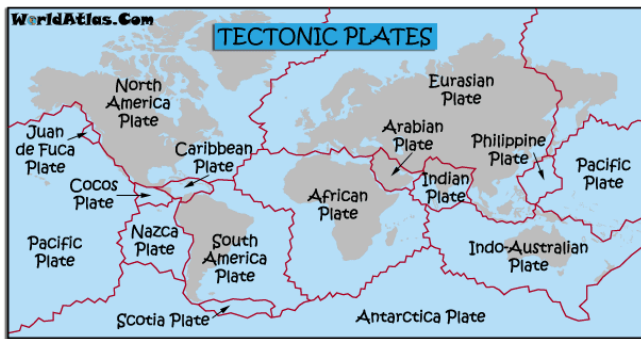 WorldAtlas.Com
TECTONIC PLATES
North
America
Plate
Eurasian
Plate
Juan
de Fuca
Plate
Caribbean
Plate
Arabian
Plate
Philippine
Plate
Cocos
Plate
African
Plate
Indian
Plate
Pacific
Plate
Pacific
Plate
Nazca
Plate
South
America
Plate
Indo-Australian
Plate
Scotia Plate
Antarctica Plate